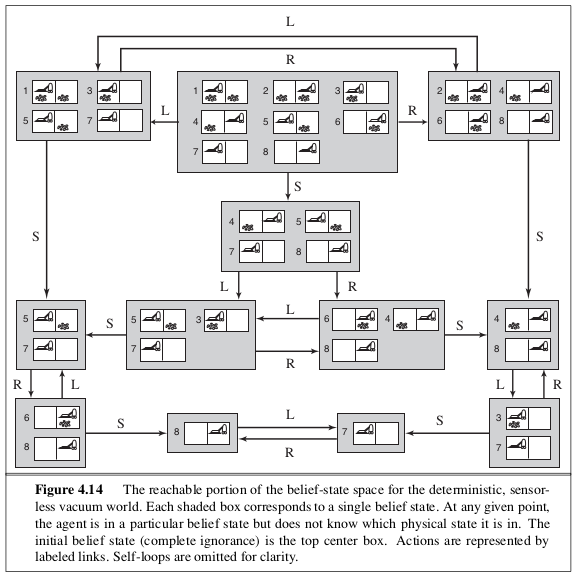 L
R
1 3 1 2 3 2 4
5 7 L 4 5 6 R 6 8
7 8
S
S 4 5 S
7 8
L R
5 5 3 L 6 4 4
7 S 7 R 8 S 8
R L L R
6 3
8 S 8 L 7 S 7
R
Figure 4.14 The reachable portion of the belief-state space for the deterministic, sensor-
less vacuum world. Each shaded box corresponds to a single belief state. At any given point,
the agent is in a particular belief state but does not know which physical state it is in. The
initial belief state (complete ignorance) is the top center box. Actions are represented by
labeled links. Self-loops are omitted for clarity.